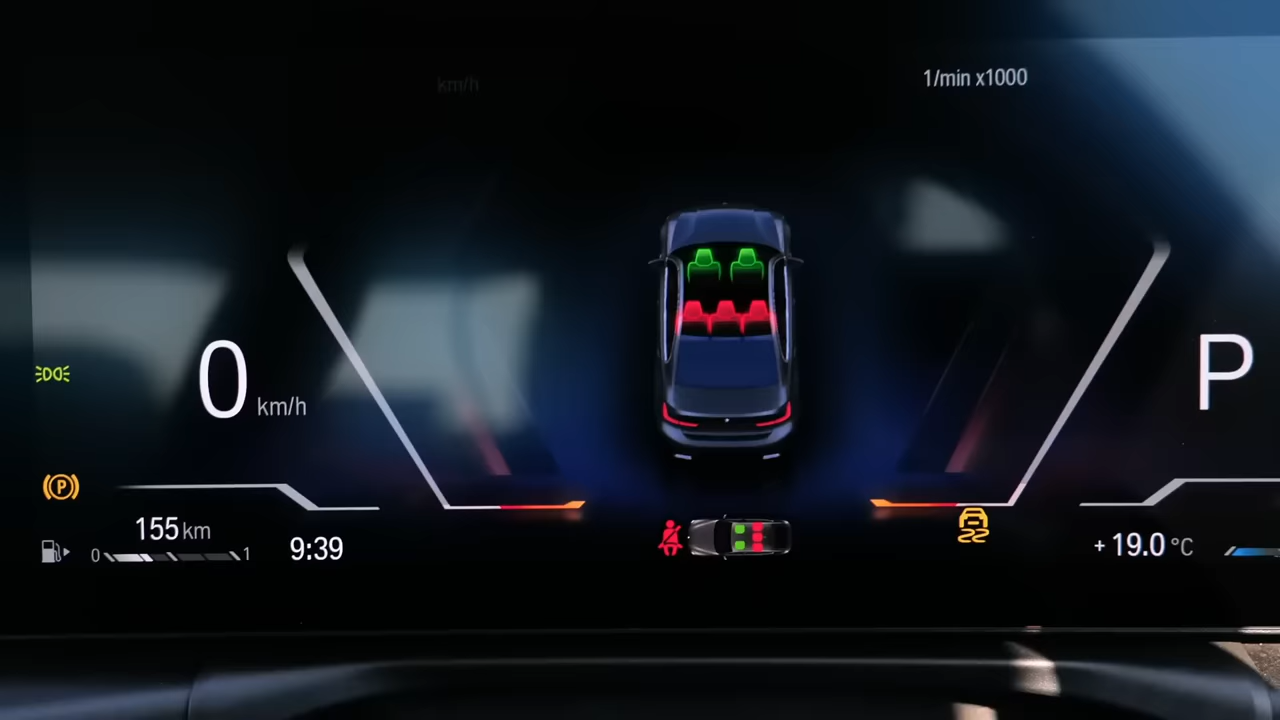 km/h
1/min x1000
0 km/h
P
P
155 km
0 1
9:39
+ 19.0 °C